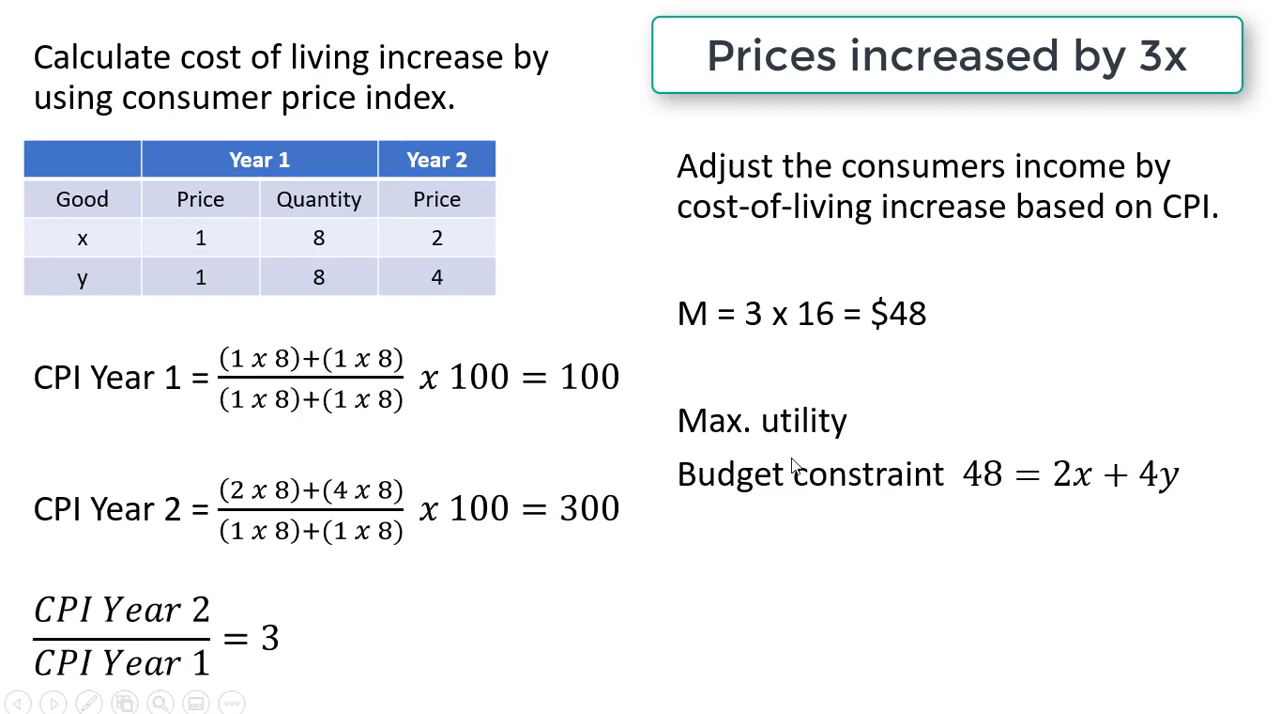 Calculate cost of living increase by
using consumer price index.
Year 1 Year 2
Good Price Quantity Price
x 1 8 2
y 1 8 4
CPI Year 1 = \frac{(1 x 8)+(1 x 8)}{(1 x 8)+(1 x 8)} x 100 = 100
CPI Year 2 = \frac{(2 x 8)+(4 x 8)}{(1 x 8)+(1 x 8)} x 100 = 300
\frac{CPI Year 2}{CPI Year 1} = 3
Prices increased by 3x
Adjust the consumers income by
cost-of-living increase based on CPI.
M = 3 x 16 = $48
Max. utility
Budget constraint 48 = 2x + 4y